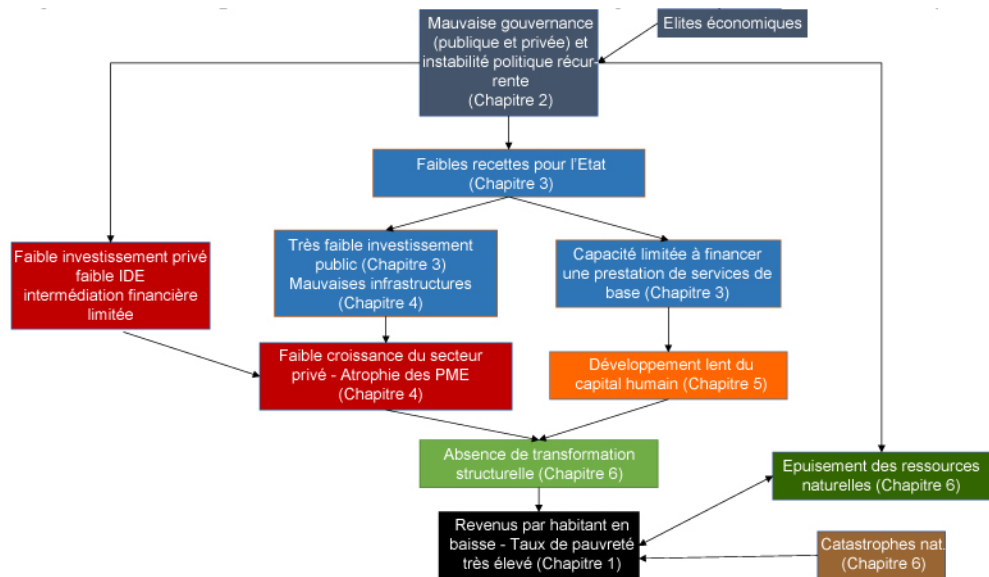 Mauvaise gouvernance
(publique et privée) et
instabilité politique récur-
rente
(Chapitre 2)
Elites économiques
Faibles recettes pour l'Etat
(Chapitre 3)
Faible investissement privé
faible IDE
intermédiation financière
limitée
Très faible investissement
public (Chapitre 3)
Mauvaises infrastructures
(Chapitre 4)
Capacité limitée à financer
une prestation de services de
base (Chapitre 3)
Faible croissance du secteur
privé - Atrophie des PME
(Chapitre 4)
Développement lent du
capital humain (Chapitre 5)
Absence de transformation
structurelle (Chapitre 6)
Epuisement des ressources
naturelles (Chapitre 6)
Revenus par habitant en
baisse - Taux de pauvreté
très élevé (Chapitre 1)
Catastrophes nat.
(Chapitre 6)